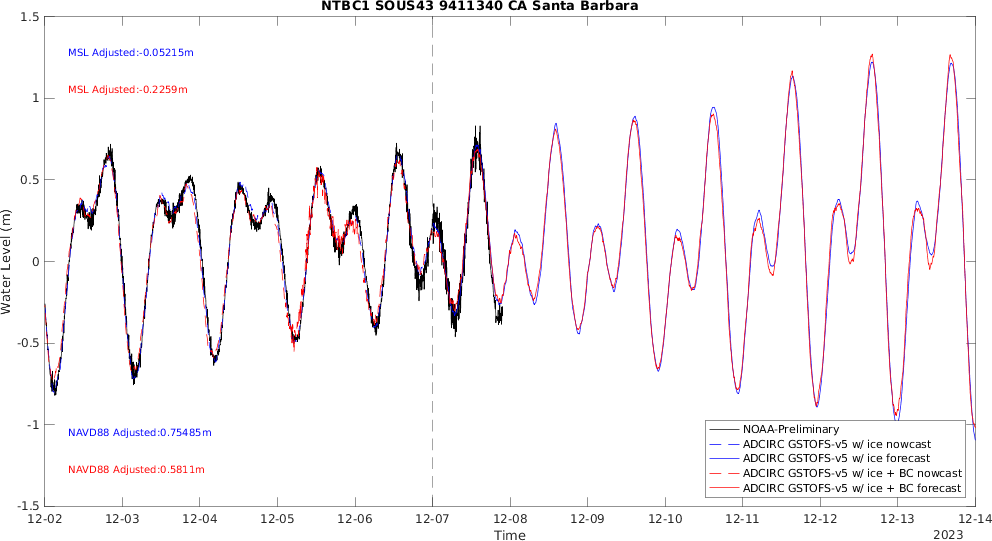 NTBC1 SOUS43 9411340 CA Santa Barbara
1.5
MSL Adjusted:-0.05215m
MSL Adjusted:-0.2259m
1
0.5
0
-0.5
-1
-1.5
Water Level (m)
NAVD88 Adjusted:0.75485m
NAVD88 Adjusted:0.5811m
NOAA-Preliminary
ADCIRC GSTOFS-v5 w/ ice nowcast
ADCIRC GSTOFS-v5 w/ ice forecast
ADCIRC GSTOFS-v5 w/ ice + BC nowcast
ADCIRC GSTOFS-v5 w/ ice + BC forecast
12-02 12-03 12-04 12-05 12-06 12-07 12-08 12-09 12-10 12-11 12-12 12-13 12-14
Time
2023